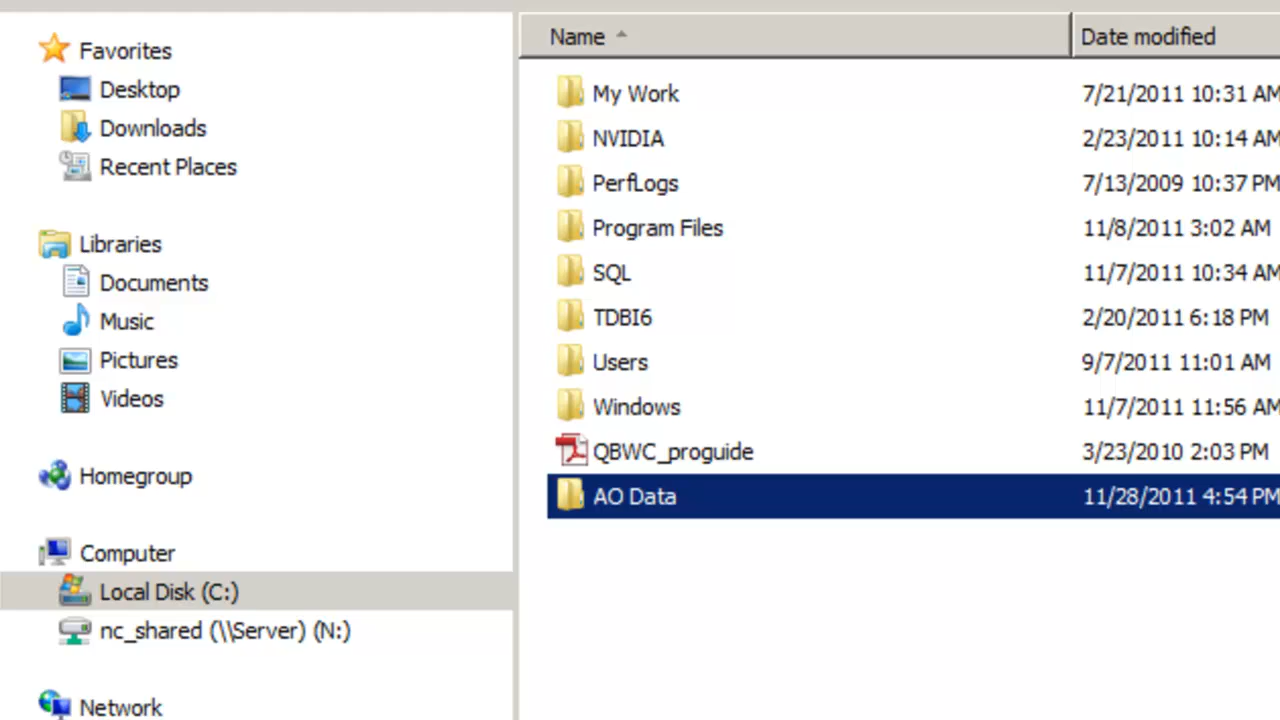 Favorites
Desktop
Downloads
Recent Places
Libraries
Documents
Music
Pictures
Videos
Homegroup
Computer
Local Disk (C:)
nc_shared (\\Server) (N:)
Network
Name Date modified
My Work 7/21/2011 10:31 AM
NVIDIA 2/23/2011 10:14 AM
PerfLogs 7/13/2009 10:37 PM
Program Files 11/8/2011 3:02 AM
SQL 11/7/2011 10:34 AM
TDBI6 2/20/2011 6:18 PM
Users 9/7/2011 11:01 AM
Windows 11/7/2011 11:56 AM
QBWC_proguide 3/23/2010 2:03 PM
AO Data 11/28/2011 4:54 PM